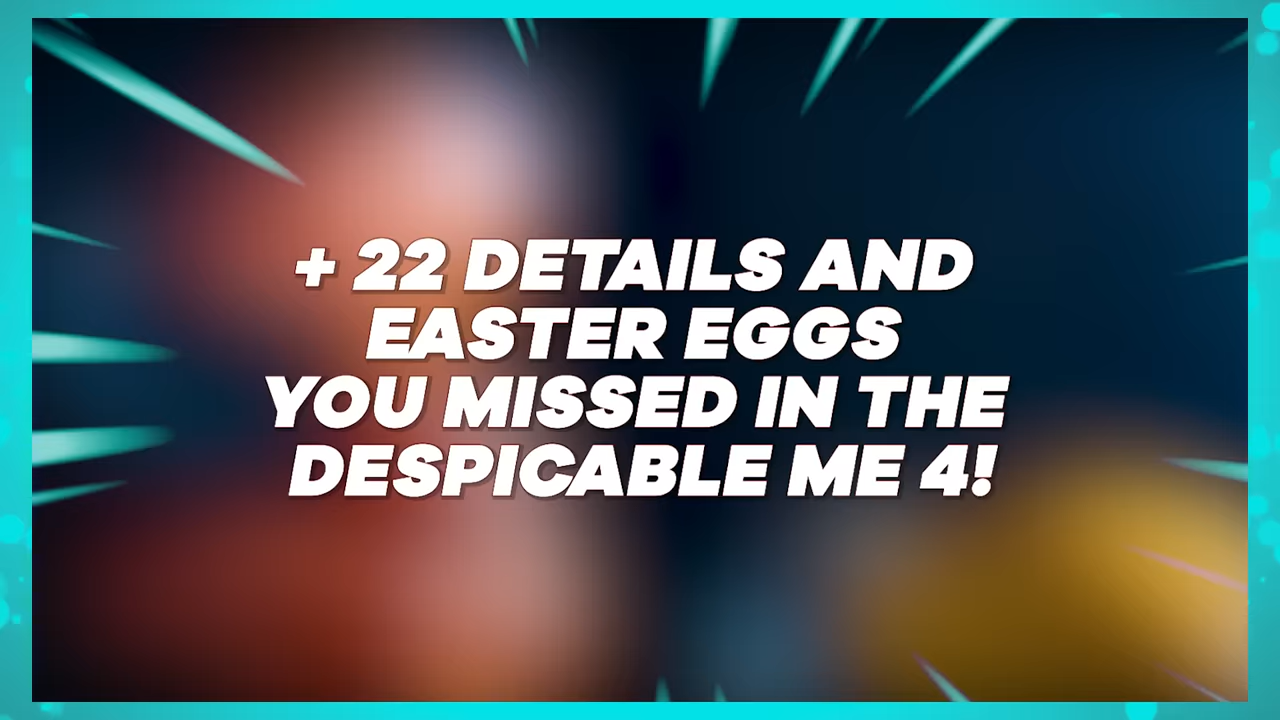 + 22 DETAILS AND
EASTER EGGS
YOU MISSED IN THE
DESPICABLE ME 4!